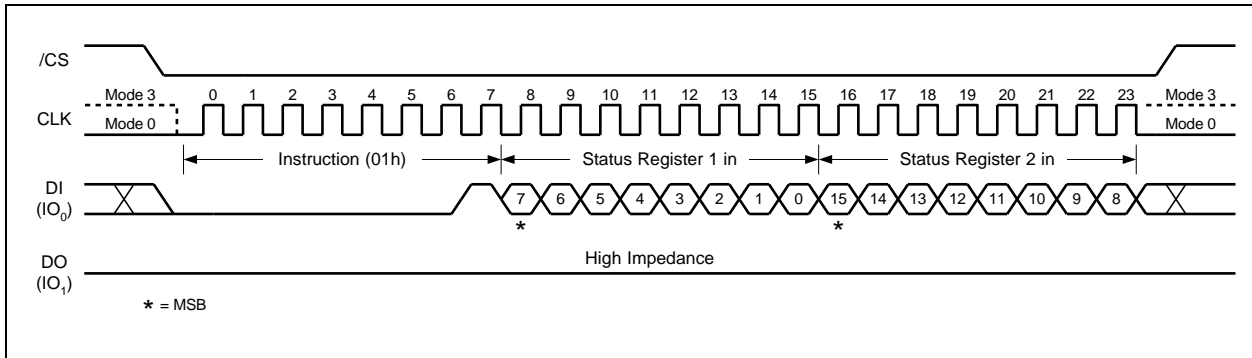 /CS
Mode 3 0 1 2 3 4 5 6 7 8 9 10 11 12 13 14 15 16 17 18 19 20 21 22 23 Mode 3
CLK Mode 0 Mode 0
Instruction (01h) Status Register 1 in Status Register 2 in
DI
(IO₀) 7 6 5 4 3 2 1 0 15 14 13 12 11 10 9 8
* *
DO High Impedance
(IO₁)
* = MSB